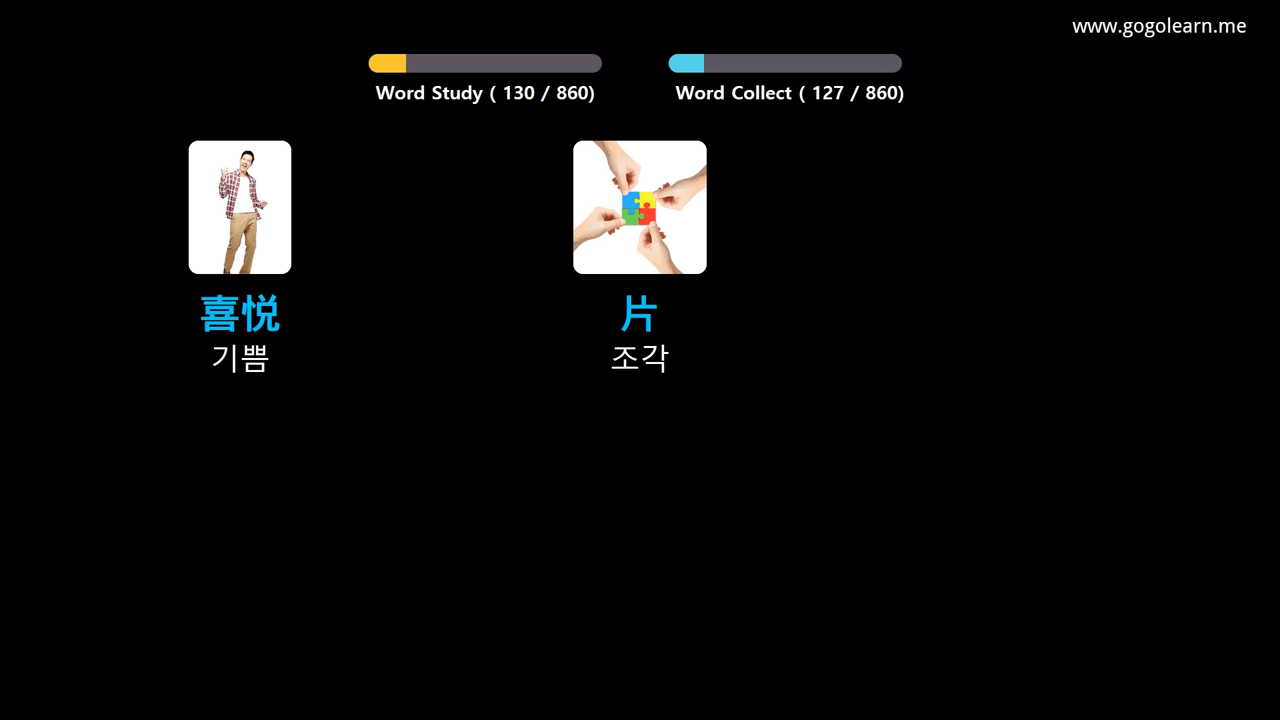 www.gogolearn.me
Word Study ( 130 / 860)
Word Collect ( 127 / 860)
喜悦
기쁨
片
조각